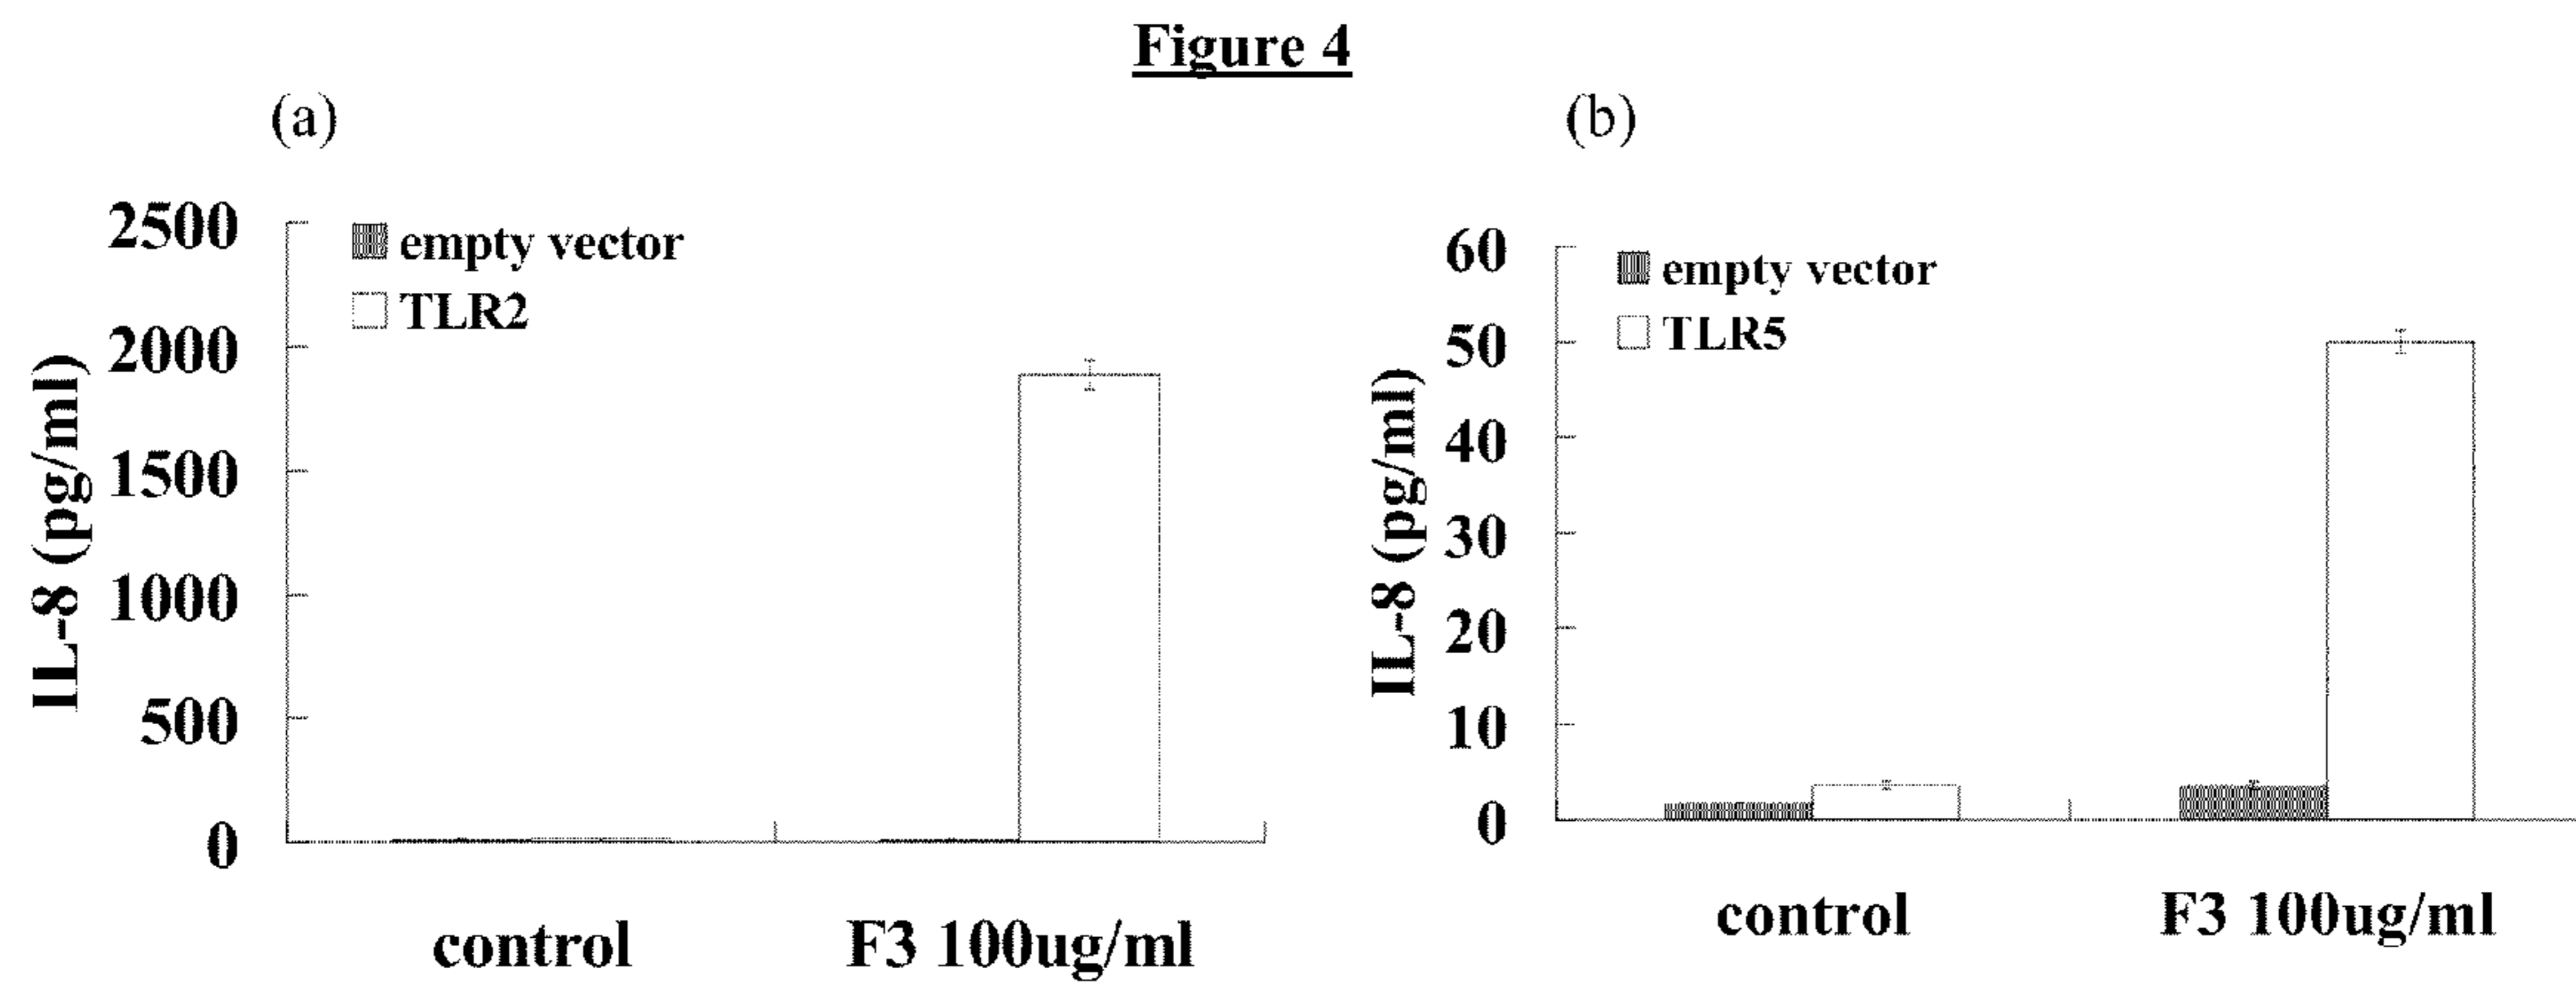 Figure 4
(a)
IL-8 (pg/ml)
2500
2000
1500
1000
500
0
empty vector
TLR2
control
F3 100ug/ml
(b)
IL-8 (pg/ml)
60
50
40
30
20
10
0
empty vector
TLR5
control
F3 100ug/ml